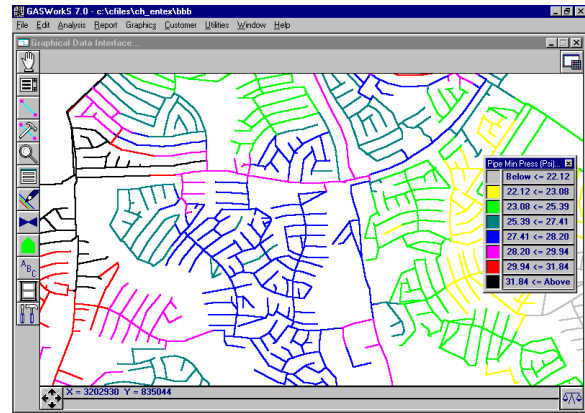 GASWorkS 7.0 - c:\cfiles\ch_entex\bbb
File Edit Analysis Report Graphics Customer Utilities Window Help
Graphical Data Interface...
Pipe Min Press (Psi)...
Below <= 22.12
22.12 <= 23.08
23.08 <= 25.39
25.39 <= 27.41
27.41 <= 28.20
28.20 <= 29.94
29.94 <= 31.84
31.84 <= Above
ABC
X = 3202930 Y = 835044